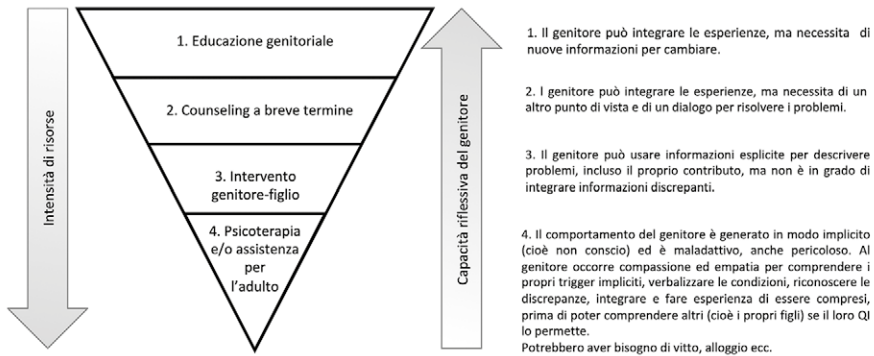 Intensità di risorse
1. Educazione genitoriale
2. Counseling a breve termine
3. Intervento
genitore-figlio
4. Psicoterapia
e/o assistenza
per
l'adulto
Capacità riflessiva del genitore
1. Il genitore può integrare le esperienze, ma necessita di
nuove informazioni per cambiare.
2. l genitore può integrare le esperienze, ma necessita di un
altro punto di vista e di un dialogo per risolvere i problemi.
3. Il genitore può usare informazioni esplicite per descrivere
problemi, incluso il proprio contributo, ma non è in grado di
integrare informazioni discrepanti.
4. Il comportamento del genitore è generato in modo implicito
(cioè non conscio) ed è maladattivo, anche pericoloso. Al
genitore occorre compassione ed empatia per comprendere i
propri trigger impliciti, verbalizzare le condizioni, riconoscere le
discrepanze, integrare e fare esperienza di essere compresi,
prima di poter comprendere altri (cioè i propri figli) se il loro QI
lo permette.
Potrebbero aver bisogno di vitto, alloggio ecc.